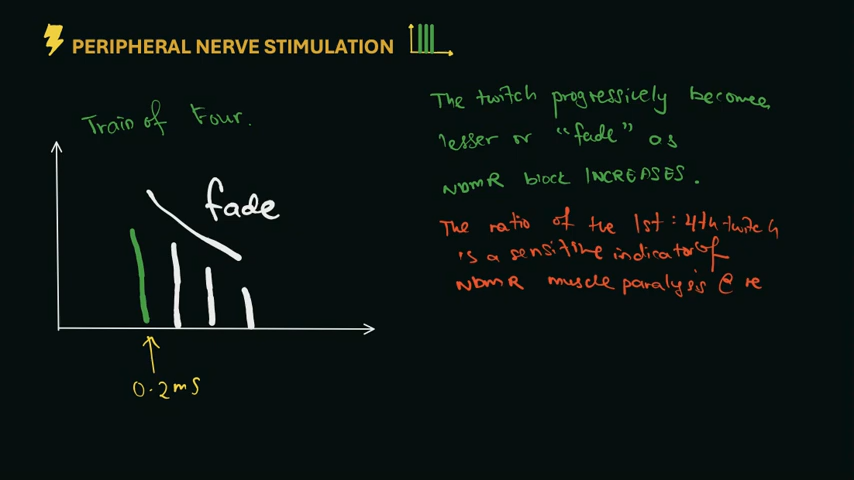 PERIPHERAL NERVE STIMULATION
Train of Four.
fade
0.2ms
The twitch progressively becomes
lesser or "fade" as
NDMR block INCREASES.
The ratio of the 1st : 4th twitch
is a sensitive indicator of
NDMR muscle paralysis @ re